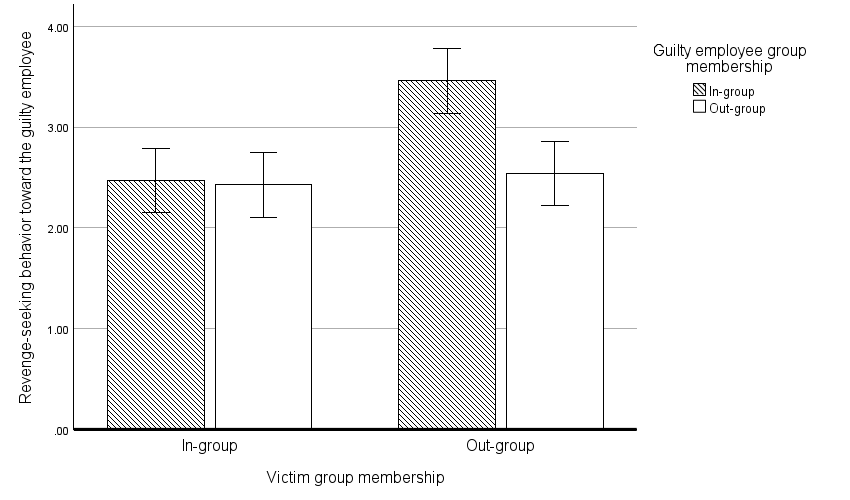 4.00
3.00
2.00
1.00
.00
Revenge-seeking behavior toward the guilty employee
In-group
Out-group
Victim group membership
Guilty employee group
membership
In-group
Out-group